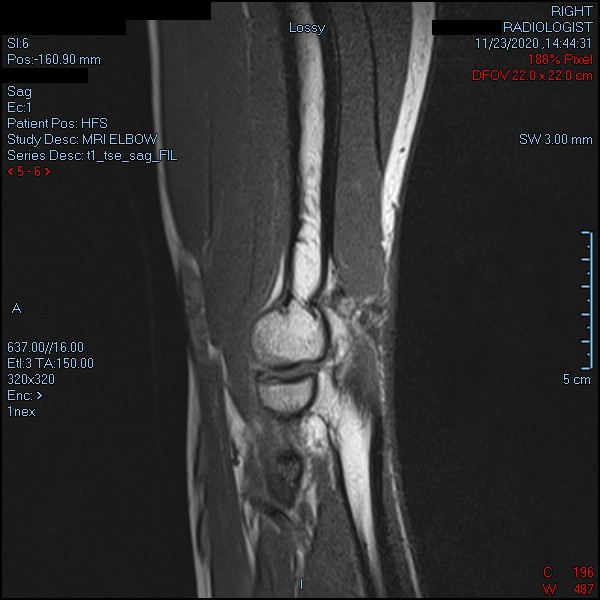 Lossy
SI:6
Pos:-160.90 mm
Sag
Ec:1
Patient Pos: HFS
Study Desc: MRI ELBOW
Series Desc: t1_tse_sag_FIL
< 5 - 6 >
RIGHT
RADIOLOGIST
11/23/2020 ,14:44:31
188% Pixel
DFOV 22.0 x 22.0 cm
SW 3.00 mm
A
637.00//16.00
Etl:3 TA:150.00
320x320
Enc: >
1nex
5 cm
I
C 196
W 487